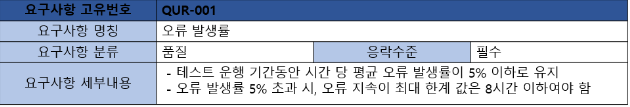 요구사항 고유번호 QUR-001
요구사항 명칭 오류 발생률
요구사항 분류 품질 응락수준 필수
요구사항 세부내용
- 테스트 운행 기간동안 시간 당 평균 오류 발생률이 5% 이하로 유지
- 오류 발생률 5% 초과 시, 오류 지속이 최대 한계 값은 8시간 이하여야 함